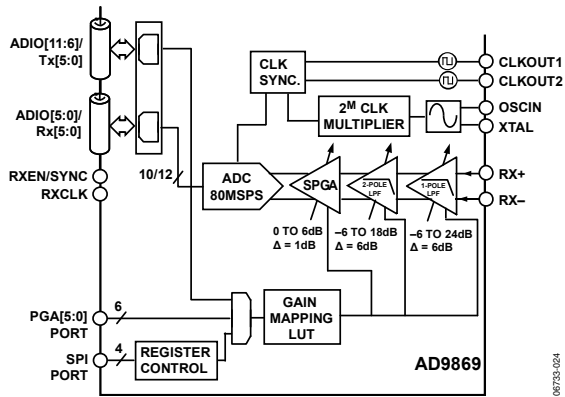 ADIO[11:6]/
Tx[5:0]
ADIO[5:0]/
Rx[5:0]
RXEN/SYNC
RXCLK
10/12
CLK
SYNC.
CLKOUT1
CLKOUT2
2M CLK
MULTIPLIER
OSCIN
XTAL
ADC
80MSPS
SPGA
2-POLE
LPF
1-POLE
LPF
RX+
RX–
0 TO 6dB
Δ = 1dB
–6 TO 18dB
Δ = 6dB
–6 TO 24dB
Δ = 6dB
PGA[5:0]
PORT
6
GAIN
MAPPING
LUT
SPI
PORT
4
REGISTER
CONTROL
AD9869
06733-024